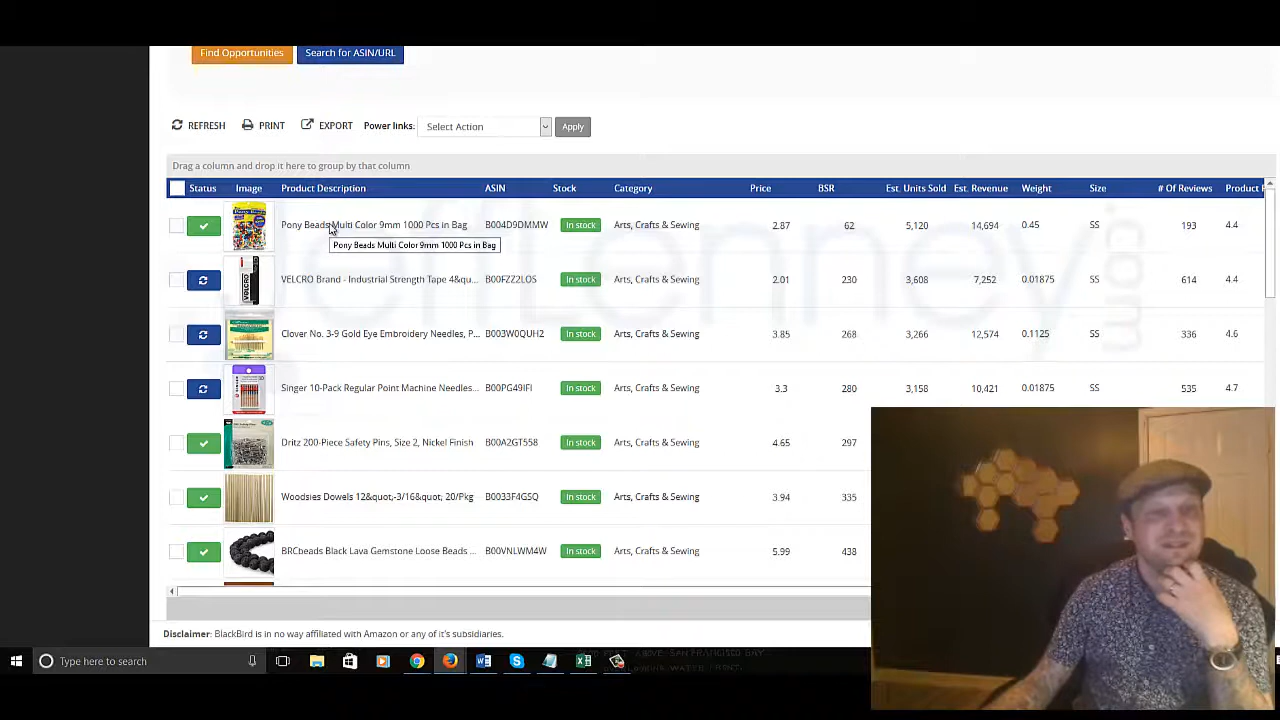 Find Opportunities Search for ASIN/URL
REFRESH PRINT EXPORT Power links: Select Action Apply
Drag a column and drop it here to group by that column
Status Image Product Description ASIN Stock Category Price BSR Est. Units Sold Est. Revenue Weight Size # Of Reviews Product
Pony Beads Multi Color 9mm 1000 Pcs in Bag B004D9DMMW In stock Arts, Crafts & Sewing 2.87 62 5,120 14,694 0.45 SS 193 4.4
Pony Beads Multi Color 9mm 1000 Pcs in Bag
VELCRO Brand - Industrial Strength Tape 4&qu... B00FZZ2LOS In stock Arts, Crafts & Sewing 2.01 230 3,608 7,252 0.01875 SS 614 4.4
Clover No. 3-9 Gold Eye Embroidery Needles, P... B003W0OUH2 In stock Arts, Crafts & Sewing 3.85 268 3,266 12,574 0.1125 SS 336 4.6
Singer 10-Pack Regular Point Machine Needles... B00PG49IFI In stock Arts, Crafts & Sewing 3.3 280 3,158 10,421 0.01875 SS 535 4.7
Dritz 200-Piece Safety Pins, Size 2, Nickel Finish B00A2GT558 In stock Arts, Crafts & Sewing 4.65 297
Woodsies Dowels 12&quot;-3/16&quot; 20/Pkg B0033F4GSQ In stock Arts, Crafts & Sewing 3.94 335
BRCbeads Black Lava Gemstone Loose Beads ... B00VNLWM4W In stock Arts, Crafts & Sewing 5.99 438
Disclaimer: BlackBird is in no way affiliated with Amazon or any of it's subsidiaries.
Type here to search